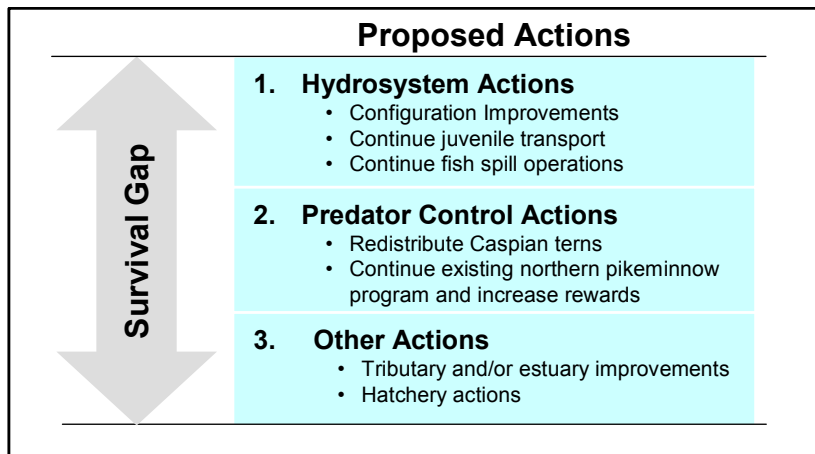 Proposed Actions
Survival Gap
1. Hydrosystem Actions
• Configuration Improvements
• Continue juvenile transport
• Continue fish spill operations
2. Predator Control Actions
• Redistribute Caspian terns
• Continue existing northern pikeminnow
program and increase rewards
3. Other Actions
• Tributary and/or estuary improvements
• Hatchery actions